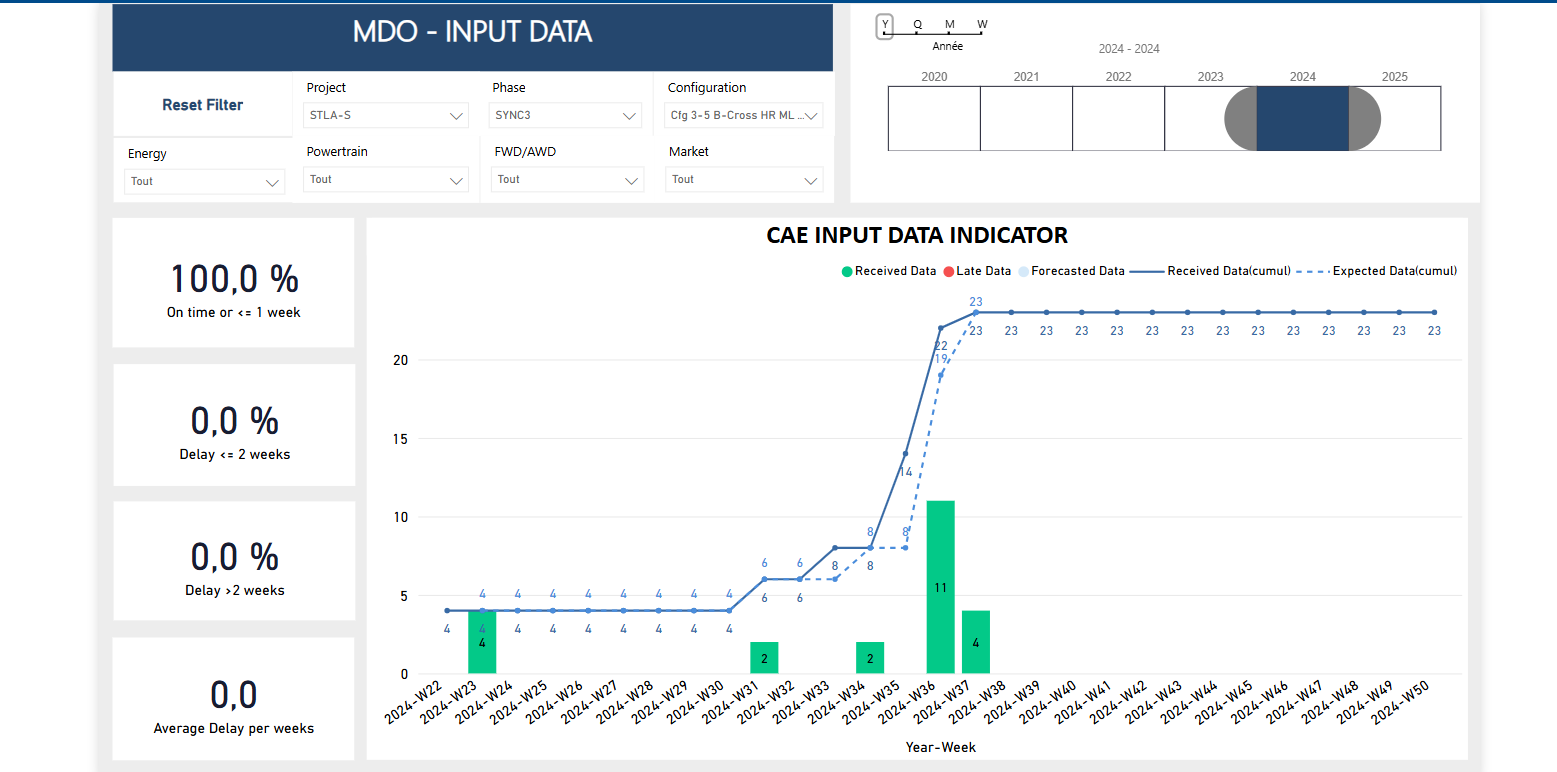 MDO - INPUT DATA
Reset Filter
Project
STLA-S
Phase
SYNC3
Configuration
Cfg 3-5 B-Cross HR ML ...
Energy
Tout
Powertrain
Tout
FWD/AWD
Tout
Market
Tout
Y Q M W
Année
2024 - 2024
2020 2021 2022 2023 2024 2025
100,0 %
On time or <= 1 week
0,0 %
Delay <= 2 weeks
0,0 %
Delay >2 weeks
0,0
Average Delay per weeks
CAE INPUT DATA INDICATOR
Received Data Late Data Forecasted Data Received Data(cumul) Expected Data(cumul)
23
23 23 23 23 23 23 23 23 23 23 23 23 23 23
22
19
20
15
14
10
8 8
8 8
6 6
6 6
5
4 4 4 4 4 4 4 4
4 4 4 4 4 4 4 4 4
11
4 2 2 4
0
2024-W22 2024-W23 2024-W24 2024-W25 2024-W26 2024-W27 2024-W28 2024-W29 2024-W30 2024-W31 2024-W32 2024-W33 2024-W34 2024-W35 2024-W36 2024-W37 2024-W38 2024-W39 2024-W40 2024-W41 2024-W42 2024-W43 2024-W44 2024-W45 2024-W46 2024-W47 2024-W48 2024-W49 2024-W50
Year-Week